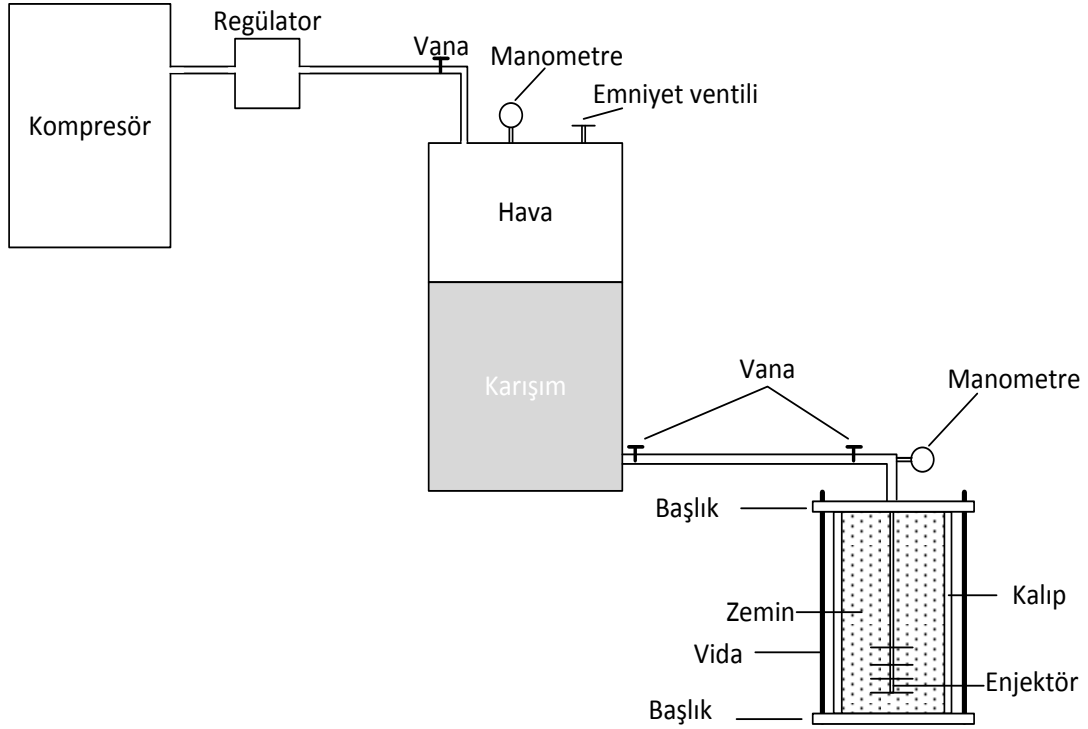 Regülator
Vana
Manometre
Emniyet ventili
Kompresör
Hava
Karışım
Vana
Manometre
Başlık
Kalıp
Zemin
Vida
Enjektör
Başlık